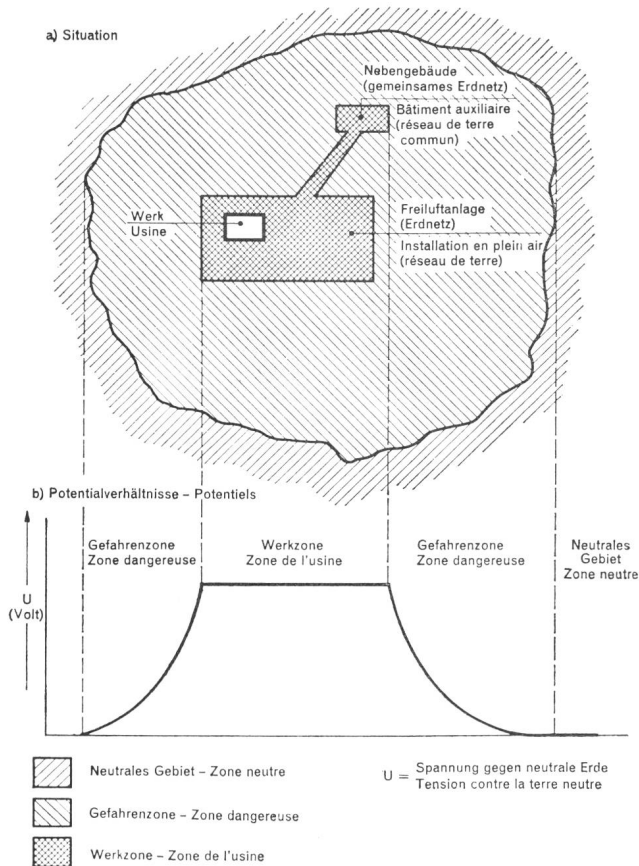 a) Situation
Nebengebäude
(gemeinsames Erdnetz)
Bâtiment auxiliaire
(réseau de terre
commun)
Werk
Usine
Freiluftanlage
(Erdnetz)
Installation en plein air
(réseau de terre)
b) Potentialverhältnisse – Potentiels
Gefahrenzone
Zone dangereuse
Werkzone
Zone de l'usine
Gefahrenzone
Zone dangereuse
Neutrales
Gebiet
Zone neutre
U
(Volt)
Neutrales Gebiet – Zone neutre
Gefahrenzone – Zone dangereuse
Werkzone – Zone de l'usine
U = Spannung gegen neutrale Erde
Tension contre la terre neutre